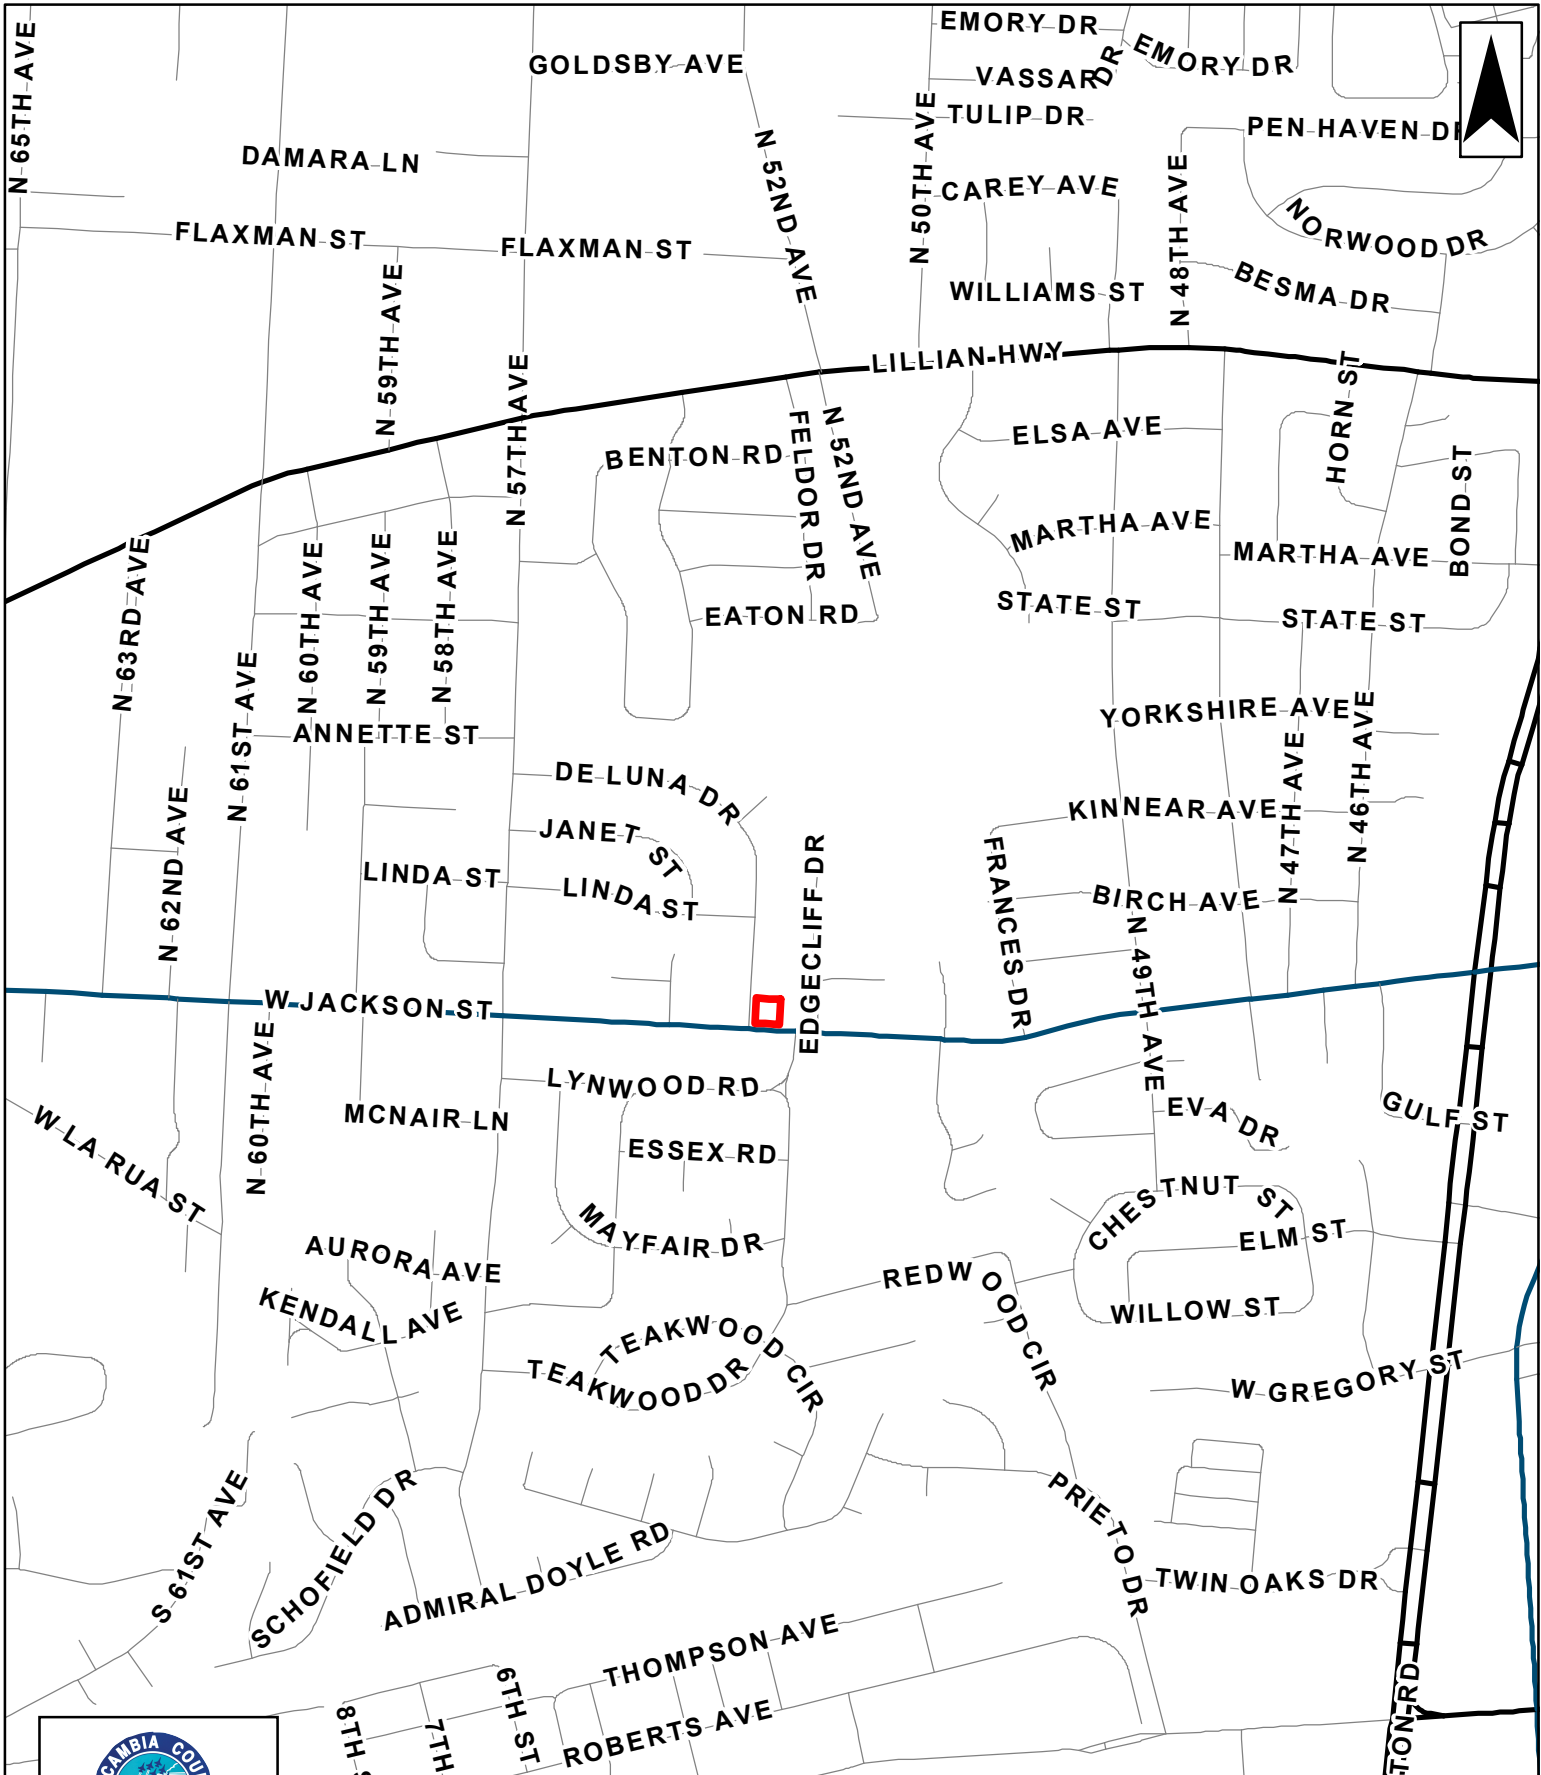 EMORY DR
EMORY DR
N 65TH AVE
GOLDSBY AVE
VASSAR DR
TULIP DR
PEN HAVEN
DAMARA LN
N 52ND AVE
N 50TH AVE
CAREY AVE
N 48TH AVE
NORWOOD DR
FLAXMAN ST
FLAXMAN ST
BESMA DR
WILLIAMS ST
N 59TH AVE
LILLIAN HWY
N 57TH AVE
HORN ST
ELSA AVE
BENTON RD
FELDOR DR
N 52ND AVE
BOND ST
MARTHA AVE
MARTHA AVE
N 63RD AVE
N 60TH AVE
N 59TH AVE
N 58TH AVE
EATON RD
STATE ST
STATE ST
N 61ST AVE
YORKSHIRE AVE
ANNETTE ST
N 47TH AVE
N 46TH AVE
DE LUNA DR
N 62ND AVE
JANET ST
KINNEAR AVE
LINDA ST
LINDA ST
EDGECLIFF DR
FRANCES DR
BIRCH AVE
N 49TH AVE
W JACKSON ST
N 60TH AVE
LYNWOOD RD
MCNAIR LN
EVA DR
GULF ST
W LA RUA ST
ESSEX RD
CHESTNUT ST
MAYFAIR DR
ELM ST
AURORA AVE
REDWOOD CIR
KENDALL AVE
WILLOW ST
TEAKWOOD CIR
TEAKWOOD DR
W GREGORY ST
S 61ST AVE
SCHOFIELD DR
PRIETO DR
ADMIRAL DOYLE RD
TWIN OAKS DR
THOMPSON AVE
6TH ST
8TH
7TH
ROBERTS AVE
TON RD
CAMBIA COU